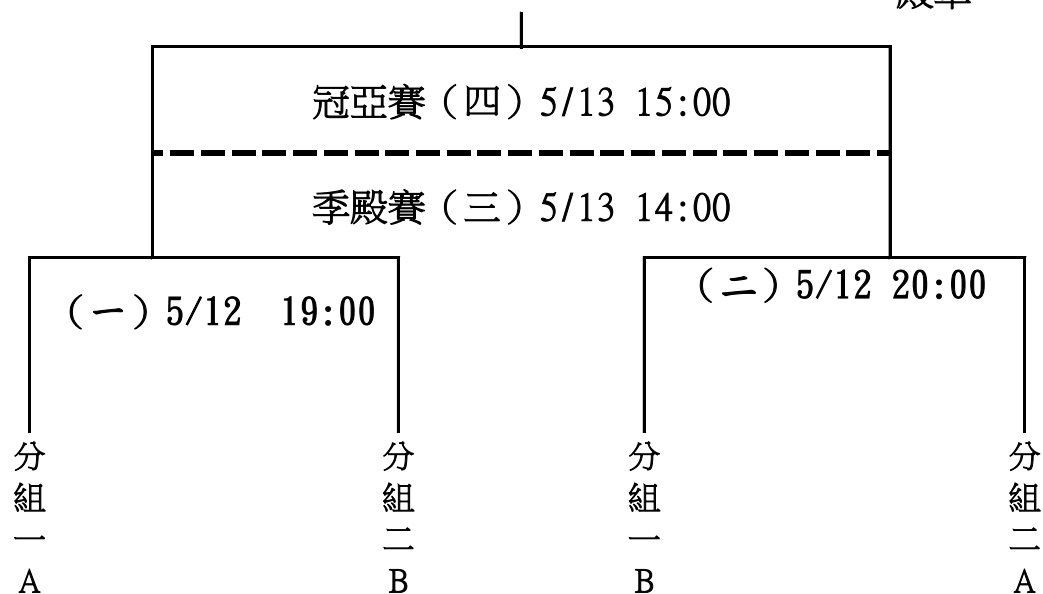 冠亞賽（四）5/13 15:00
季殿賽（三）5/13 14:00
（一）5/12 19:00
（二）5/12 20:00
分組一A
分組二B
分組一B
分組二A